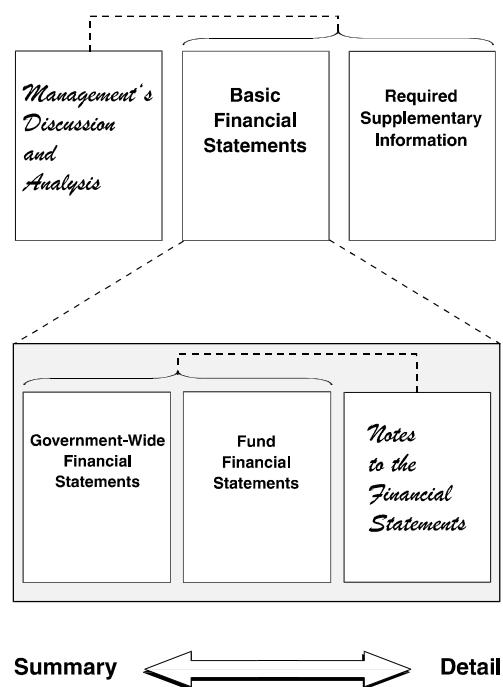 Management's
Discussion
and
Analysis
Basic
Financial
Statements
Required
Supplementary
Information
Government-Wide
Financial
Statements
Fund
Financial
Statements
Notes
to the
Financial
Statements
Summary
Detail